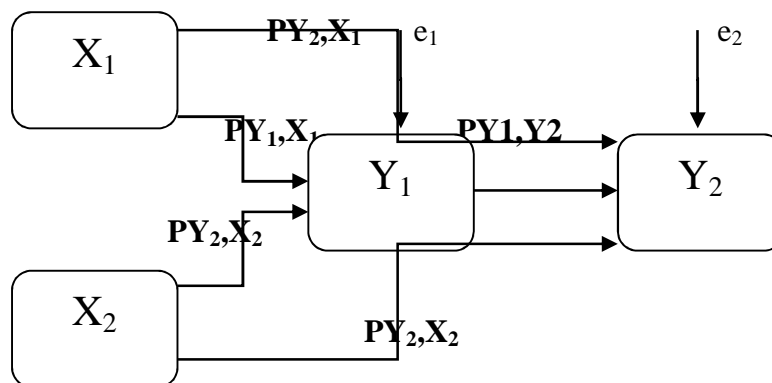 PY₂,X₁
e₁
e₂
X₁
PY₁,X₁
PY1,Y2
Y₁
Y₂
PY₂,X₂
X₂
PY₂,X₂